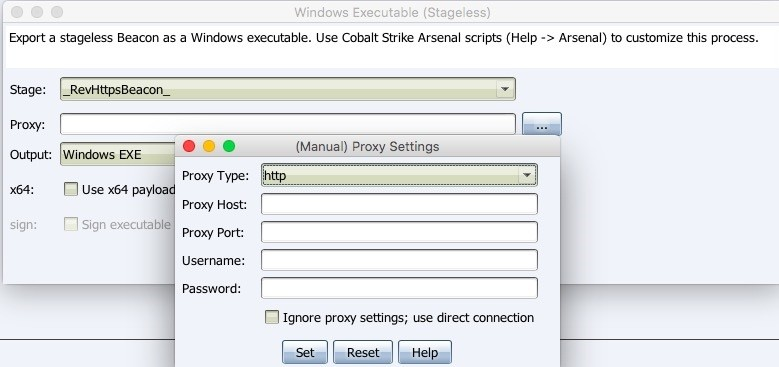 Windows Executable (Stageless)
Export a stageless Beacon as a Windows executable. Use Cobalt Strike Arsenal scripts (Help -> Arsenal) to customize this process.
Stage: _RevHttpsBeacon_
Proxy: ...
Output: Windows EXE
x64: Use x64 payload
sign: Sign executable
(Manual) Proxy Settings
Proxy Type: http
Proxy Host:
Proxy Port:
Username:
Password:
Ignore proxy settings; use direct connection
Set Reset Help